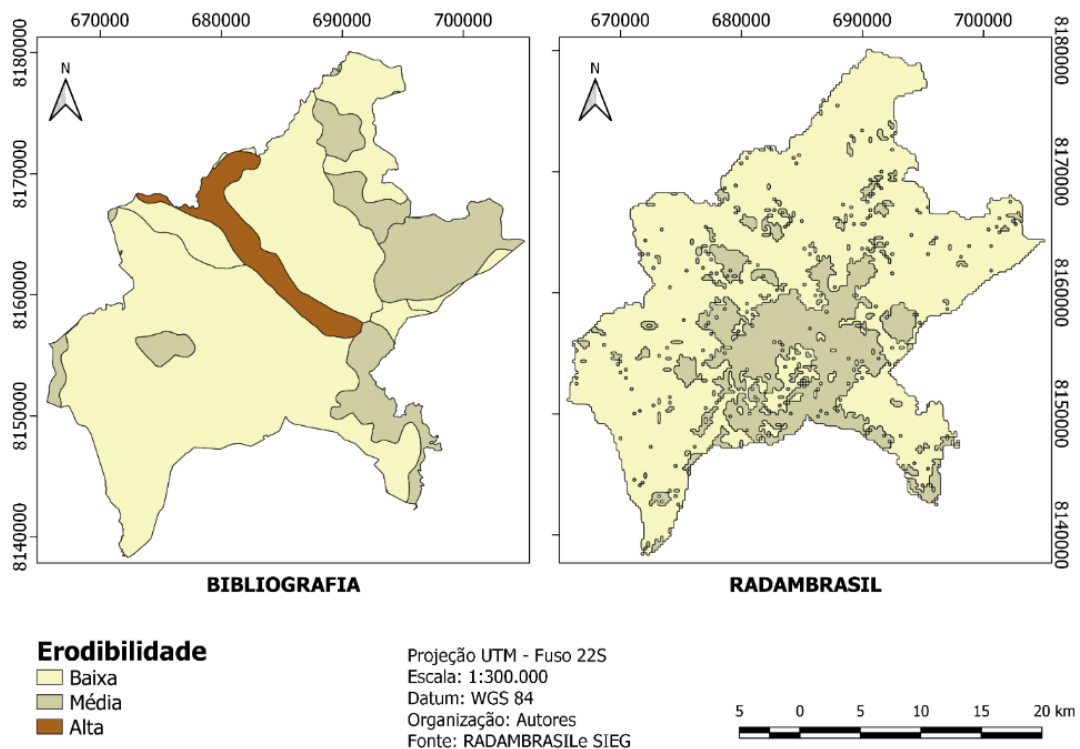 670000 680000 690000 700000
670000 680000 690000 700000
8180000
8170000
8160000
8150000
8140000
N
N
8180000
8170000
8160000
8150000
8140000
BIBLIOGRAFIA
RADAMBRASIL
Erodibilidade
Baixa
Média
Alta
Projeção UTM - Fuso 22S
Escala: 1:300.000
Datum: WGS 84
Organização: Autores
Fonte: RADAMBRASILe SIEG
5 0 5 10 15 20 km